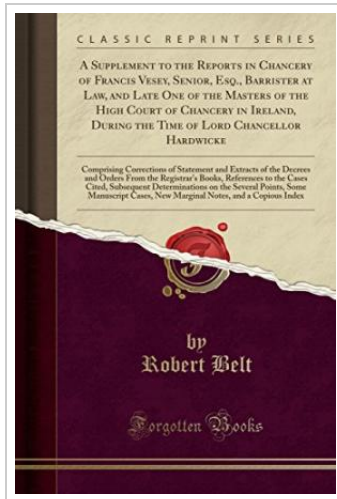 CLASSIC REPRINT SERIES
A Supplement to the Reports in Chancery
of Francis Vesey, Senior, Esq., Barrister at
Law, and Late One of the Masters of the
High Court of Chancery in Ireland,
During the Time of Lord Chancellor
Hardwicke
Comprising Corrections of Statement and Extracts of the Decrees
and Orders From the Registrar's Books, References to the Cases
Cited, Subsequent Determinations on the Several Points, Some
Manuscript Cases, New Marginal Notes, and a Copious Index
by
Robert Belt
Forgotten Books